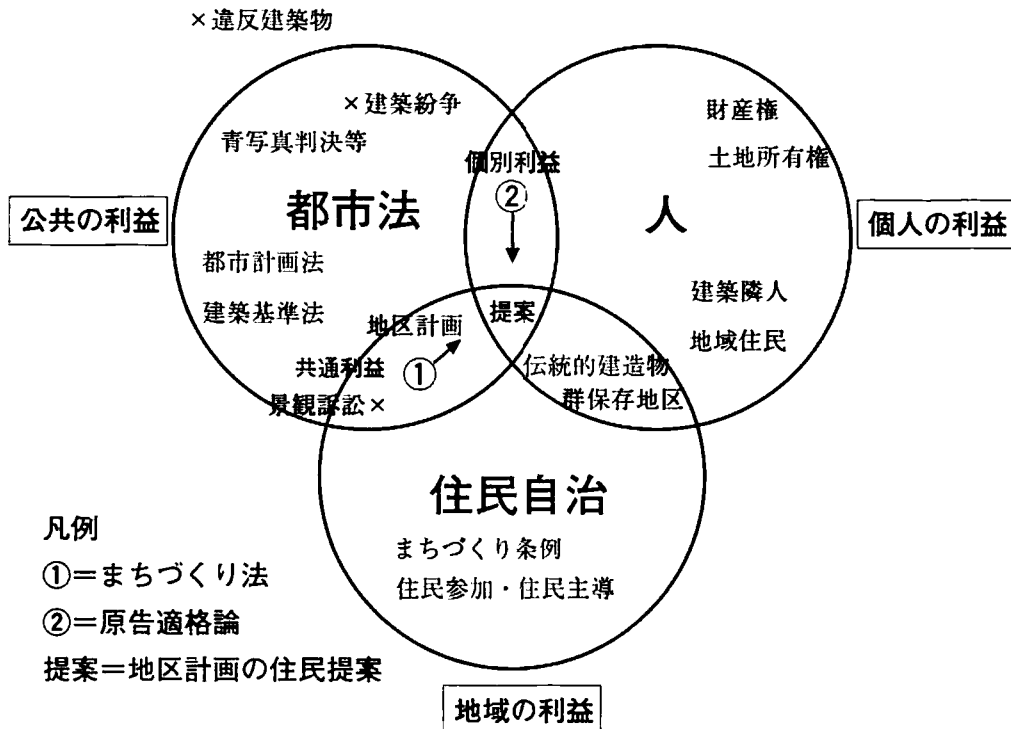 ×違反建築物
×建築紛争
青写真判決等
財産権
土地所有権
個別利益
②
公共の利益
都市法
人
個人の利益
都市計画法
建築基準法
建築隣人
地域住民
地区計画
提案
共通利益
①
景観訴訟×
伝統的建造物
群保存地区
住民自治
まちづくり条例
住民参加・住民主導
凡例
①=まちづくり法
②=原告適格論
提案=地区計画の住民提案
地域の利益